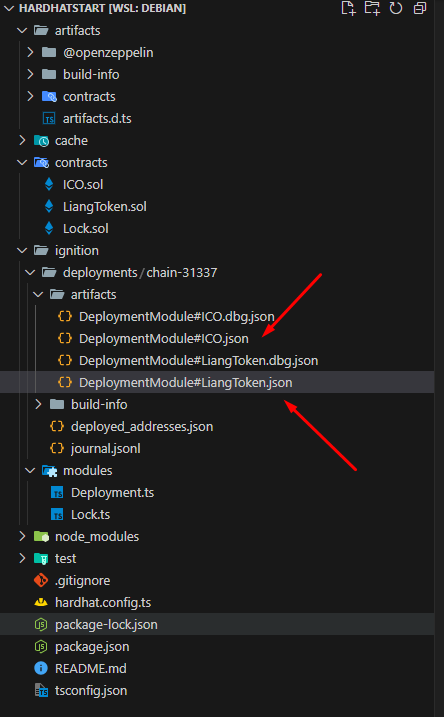 HARDHATSTART [WSL: DEBIAN]
artifacts
@openzeppelin
build-info
contracts
TS artifacts.d.ts
cache
contracts
ICO.sol
LiangToken.sol
Lock.sol
ignition
deployments / chain-31337
artifacts
{} DeploymentModule#ICO.dbg.json
{} DeploymentModule#ICO.json
{} DeploymentModule#LiangToken.dbg.json
{} DeploymentModule#LiangToken.json
build-info
{} deployed_addresses.json
{} journal.jsonl
modules
TS Deployment.ts
TS Lock.ts
node_modules
test
.gitignore
hardhat.config.ts
package-lock.json
package.json
README.md
TS tsconfig.json